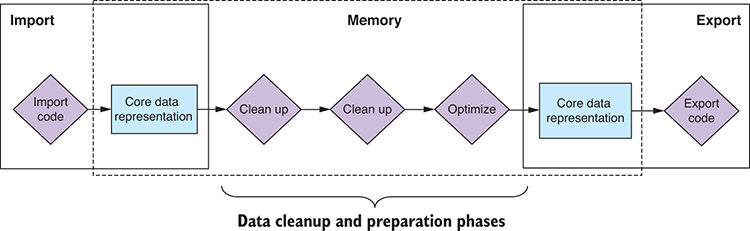 Import
Memory
Export
Import
code
Core data
representation
Clean up
Clean up
Optimize
Core data
representation
Export
code
Data cleanup and preparation phases